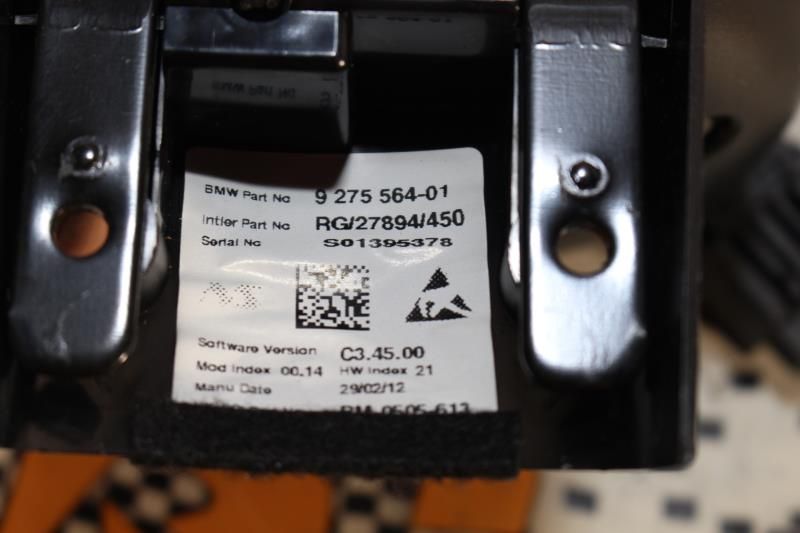 BMW Part No 9 275 564-01
Intier Part No RG/27894/450
Serial No S01395378
Software Version C3.45.00
Mod Index 00.14 HW Index 21
Manu Date 29/02/12